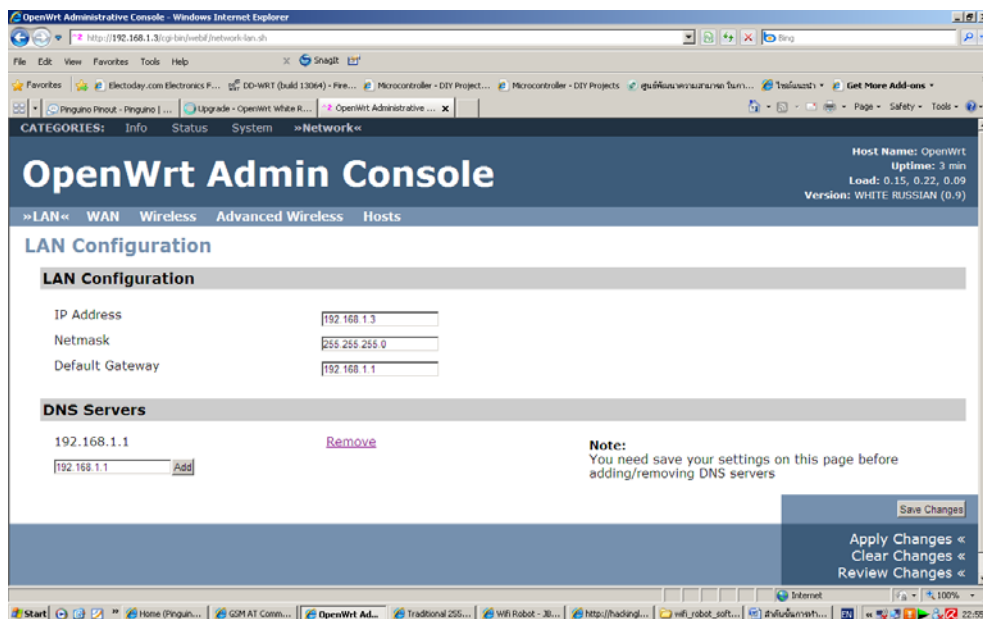 OpenWrt Administrative Console - Windows Internet Explorer
http://192.168.1.3/cgi-bin/webif/network-lan.sh
Bing
File Edit View Favorites Tools Help
x SnagIt
Favorites Electoday.com Electronics F... DD-WRT (build 13064) - Fire... Microcontroller - DIY Project... Microcontroller - DIY Projects Get More Add-ons
Pinguino Pinout - Pinguino | ... Upgrade - OpenWrt White R... OpenWrt Administrative ... x
Page Safety Tools
CATEGORIES: Info Status System »Network«
Host Name: OpenWrt
Uptime: 3 min
Load: 0.15, 0.22, 0.09
Version: WHITE RUSSIAN (0.9)
OpenWrt Admin Console
»LAN« WAN Wireless Advanced Wireless Hosts
LAN Configuration
LAN Configuration
IP Address 192.168.1.3
Netmask 255.255.255.0
Default Gateway 192.168.1.1
DNS Servers
192.168.1.1 Remove
192.168.1.1 Add
Note:
You need save your settings on this page before
adding/removing DNS servers
Save Changes
Apply Changes «
Clear Changes «
Review Changes «
Internet 100%
Start Home (Pinguin... GSM AT Comm... OpenWrt Ad... Traditional 255... Wifi Robot - JB... http://hackingl... wifi_robot_soft... EN 22:55